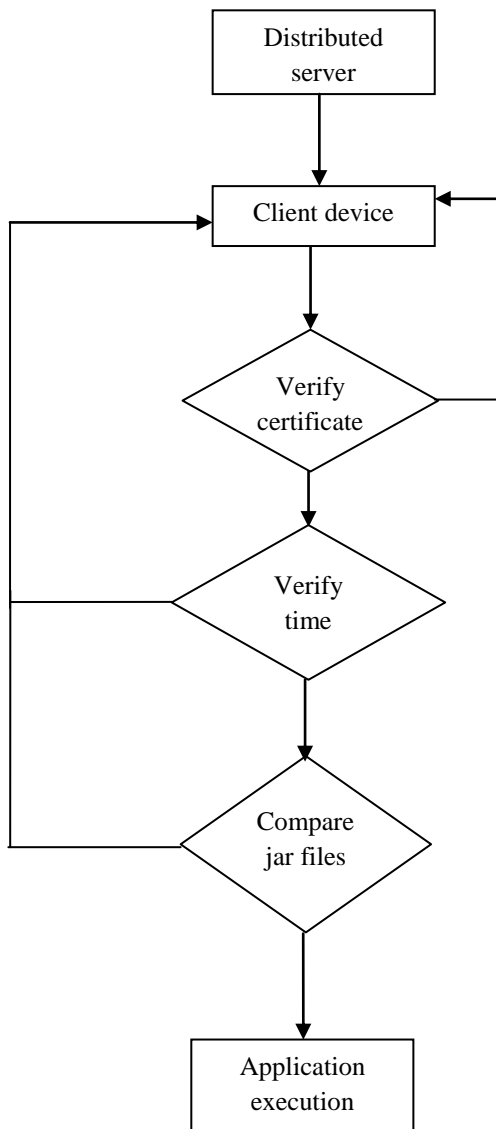 Distributed
server
Client device
Verify
certificate
Verify
time
Compare
jar files
Application
execution